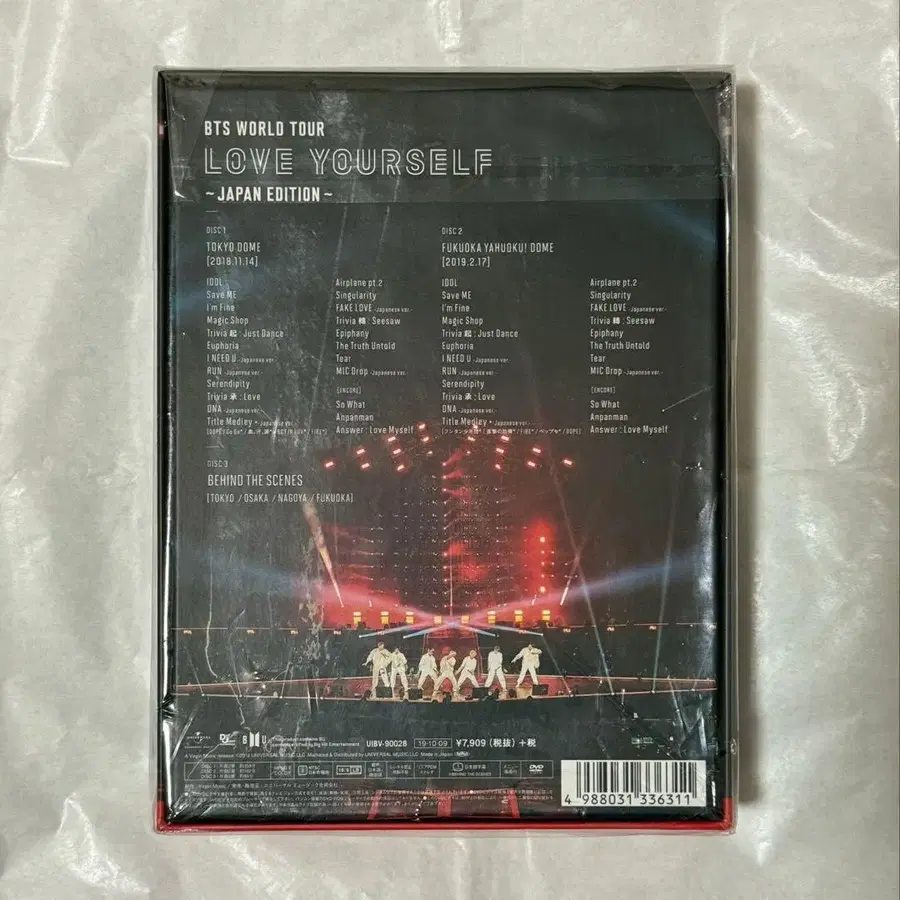 BTS WORLD TOUR
LOVE YOURSELF
~JAPAN EDITION~
DISC 1
TOKYO DOME
[2018.11.14]
IDOL
Save ME
I'm Fine
Magic Shop
Trivia 起 : Just Dance
Euphoria
I NEED U -Japanese ver.-
RUN -Japanese ver.-
Serendipity
Trivia 承 : Love
DNA -Japanese ver.-
Title Medley
Airplane pt.2
Singularity
FAKE LOVE -Japanese ver.-
Trivia 轉 : Seesaw
Epiphany
The Truth Untold
Tear
MIC Drop -Japanese ver.-
[ENCORE]
So What
Anpanman
Answer : Love Myself
DISC 2
FUKUOKA YAHUOKU! DOME
[2019.2.17]
IDOL
Save ME
I'm Fine
Magic Shop
Trivia 起 : Just Dance
Euphoria
I NEED U -Japanese ver.-
RUN -Japanese ver.-
Serendipity
Trivia 承 : Love
DNA -Japanese ver.-
Title Medley
Airplane pt.2
Singularity
FAKE LOVE -Japanese ver.-
Trivia 轉 : Seesaw
Epiphany
The Truth Untold
Tear
MIC Drop -Japanese ver.-
[ENCORE]
So What
Anpanman
Answer : Love Myself
DISC 3
BEHIND THE SCENES
[TOKYO / OSAKA / NAGOYA / FUKUOKA]
UIBV-90028
19·10·09
¥7,909 (税抜) +税
4 988031 336311